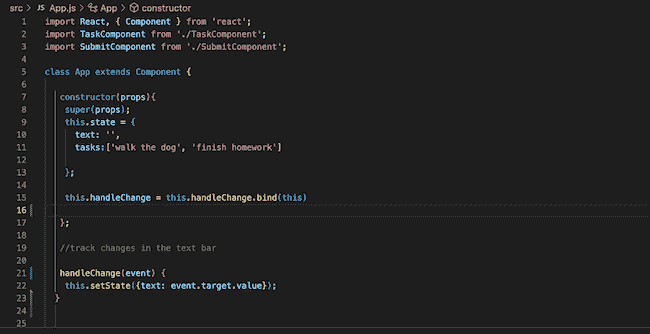 src > JS App.js > App > constructor
1 import React, { Component } from 'react';
2 import TaskComponent from './TaskComponent';
3 import SubmitComponent from './SubmitComponent';
4
5 class App extends Component {
6
7 constructor(props){
8 super(props);
9 this.state = {
10 text: '',
11 tasks:['walk the dog', 'finish homework']
12
13 };
14
15 this.handleChange = this.handleChange.bind(this)
16
17 };
18
19 //track changes in the text bar
20
21 handleChange(event) {
22 this.setState({text: event.target.value});
23 }
24
25